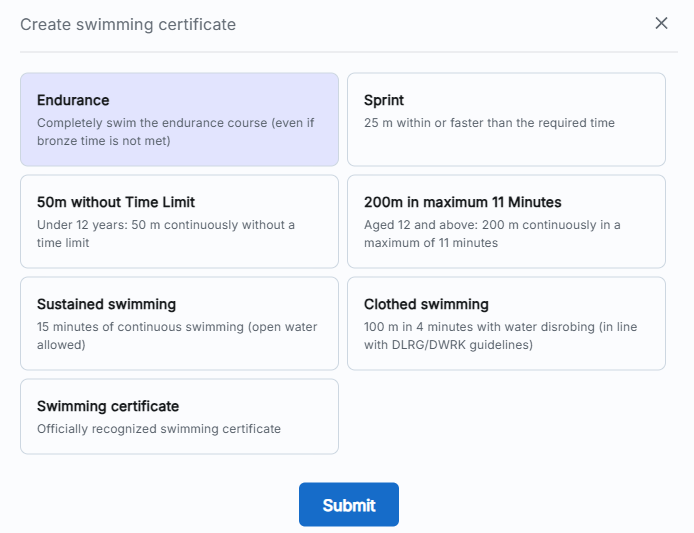 Create swimming certificate
Endurance
Completely swim the endurance course (even if
bronze time is not met)
Sprint
25 m within or faster than the required time
50m without Time Limit
Under 12 years: 50 m continuously without a
time limit
200m in maximum 11 Minutes
Aged 12 and above: 200 m continuously in a
maximum of 11 minutes
Sustained swimming
15 minutes of continuous swimming (open water
allowed)
Clothed swimming
100 m in 4 minutes with water disrobing (in line
with DLRG/DWRK guidelines)
Swimming certificate
Officially recognized swimming certificate
Submit